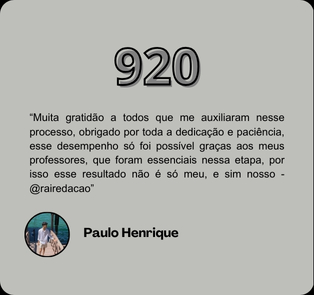 920
“Muita gratidão a todos que me auxiliaram nesse
processo, obrigado por toda a dedicação e paciência,
esse desempenho só foi possível graças aos meus
professores, que foram essenciais nessa etapa, por
isso esse resultado não é só meu, e sim nosso -
@rairedacao”
Paulo Henrique